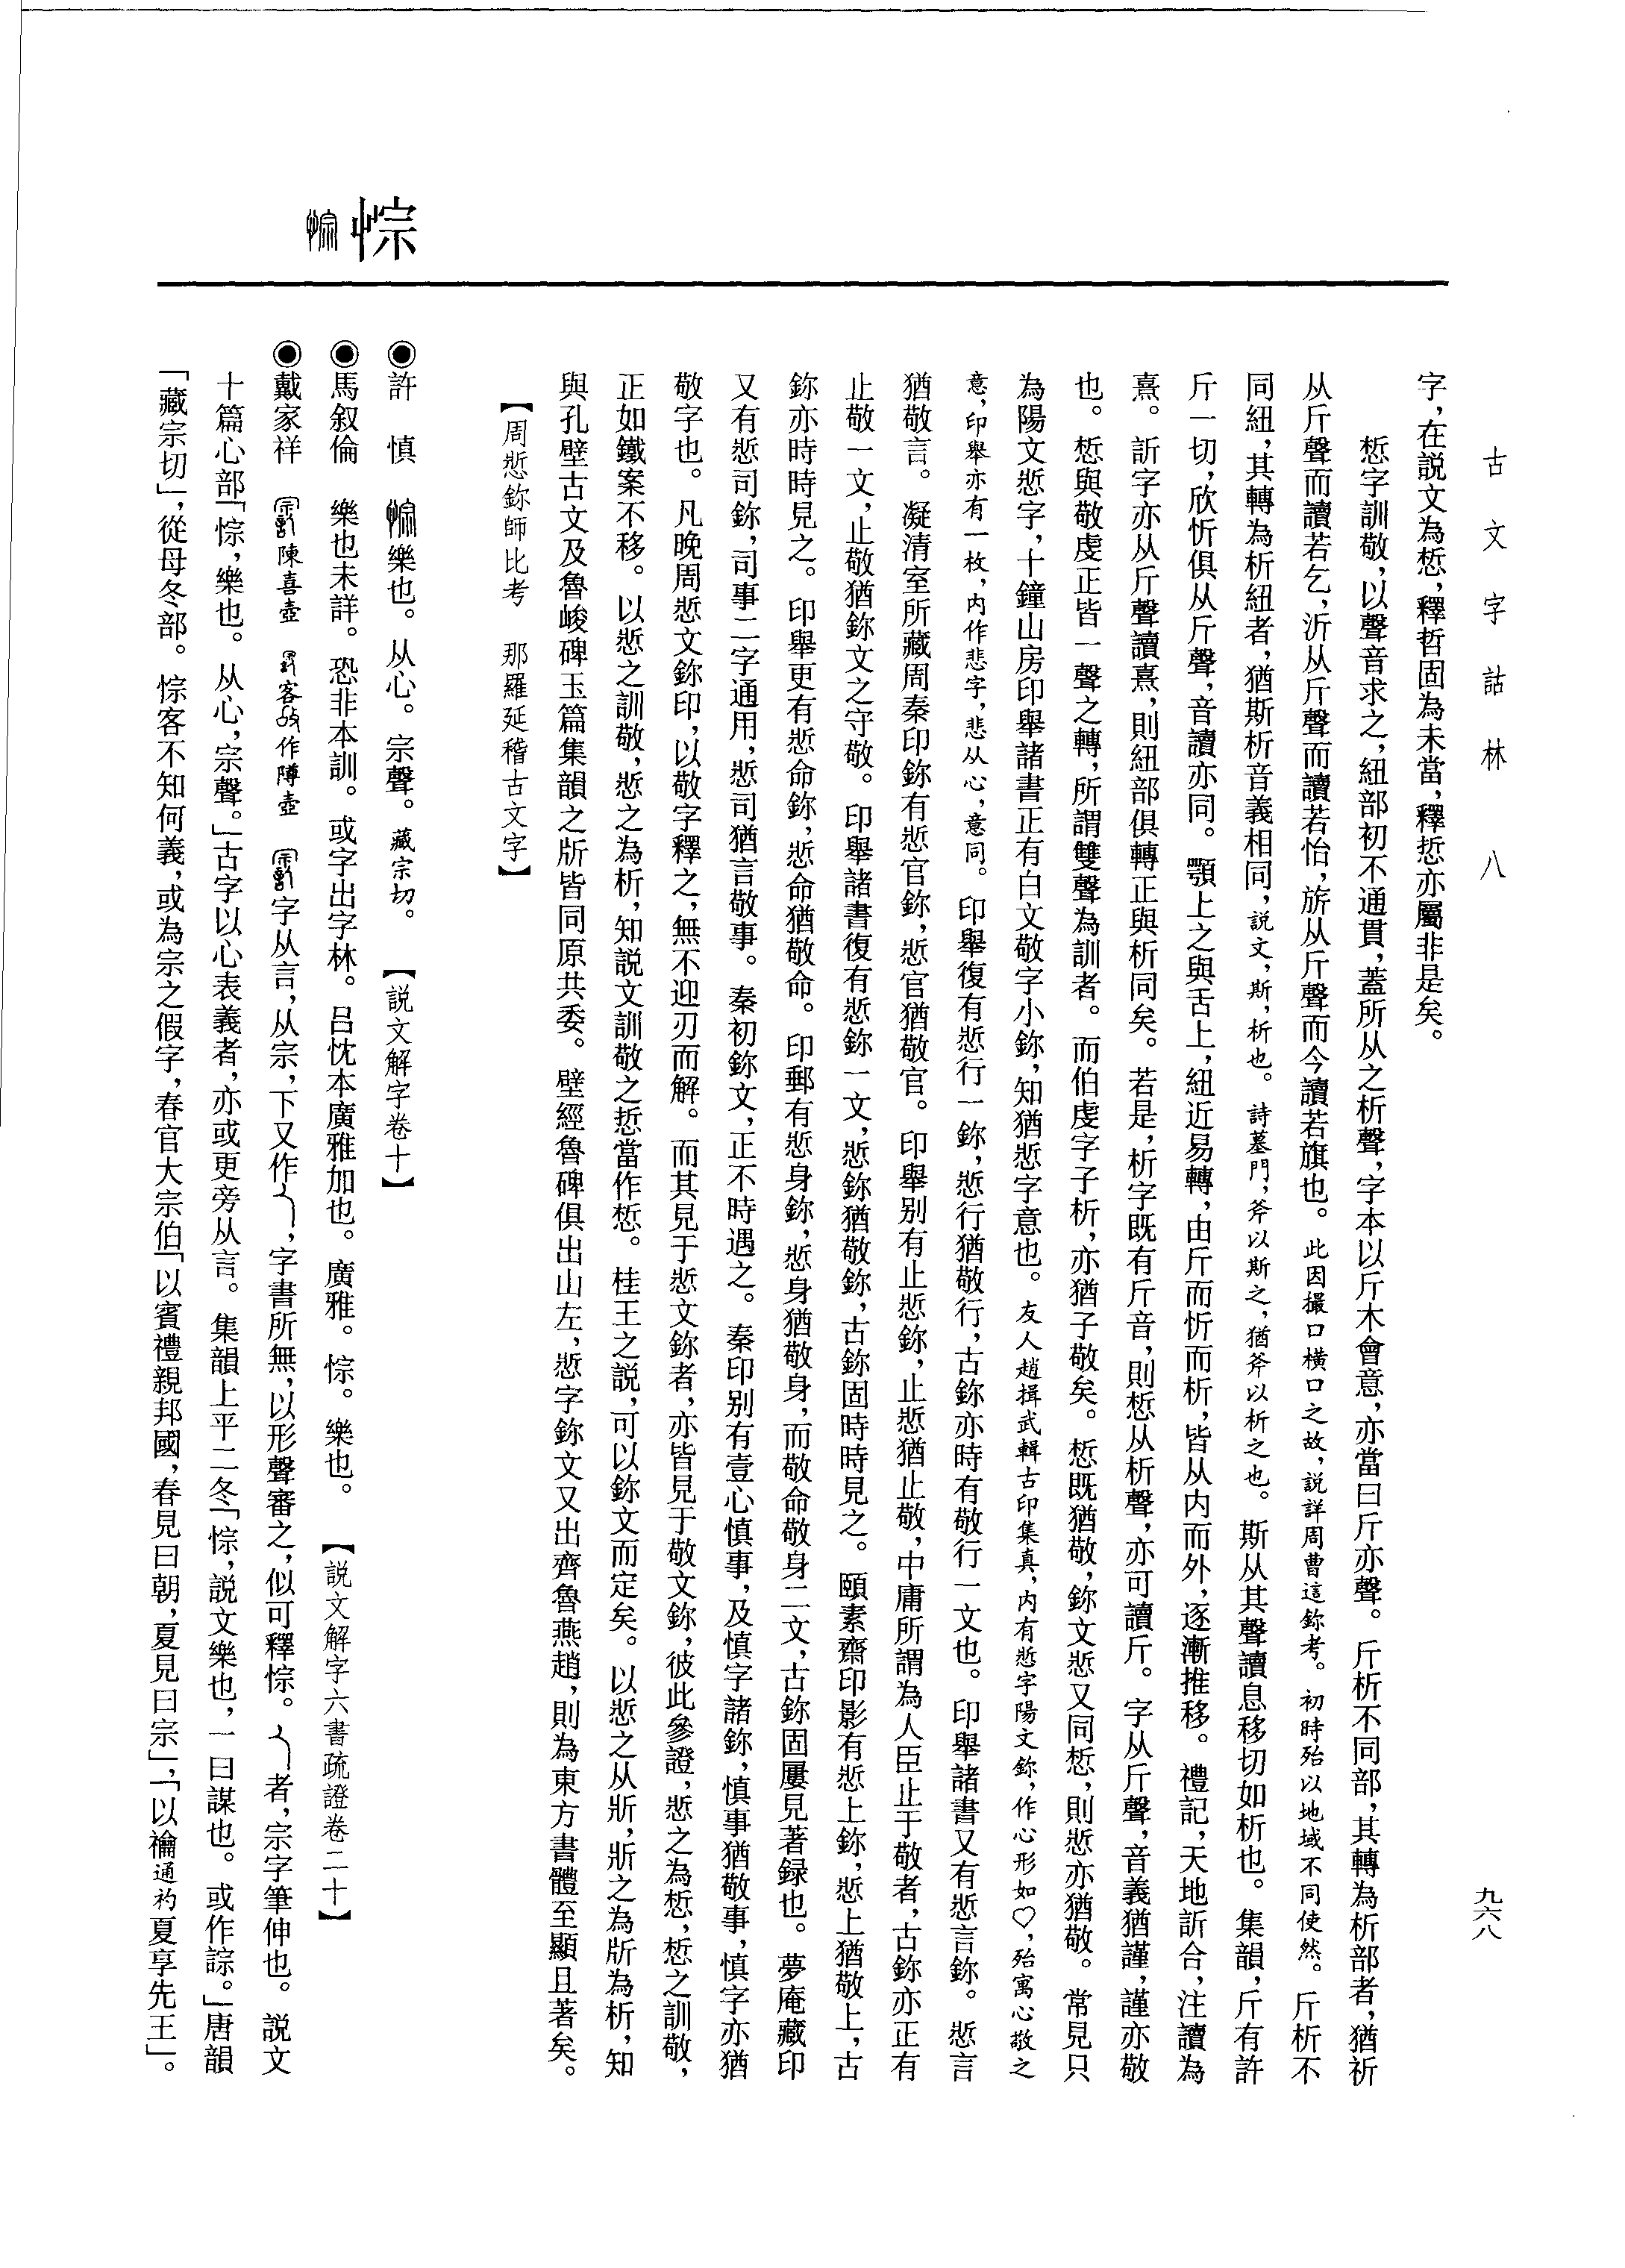 古文字詁林　八
九六八
悰
字，在説文為惁，釋哲固為未當，釋悊亦屬非是矣。
惁字訓敬，以聲音求之，紐部初不通貫，蓋所从之析聲，字本以斤木會意，亦當曰斤亦聲。斤析不同部，其轉為析部者，猶祈
从斤聲而讀若乞，沂从斤聲而讀若怡，旂从斤聲而今讀若旗也。此因撮口橫口之故，説詳周曹這鉨考。初時殆以地域不同使然。斤析不
同紐，其轉為析紐者，猶斯析音義相同，説文，斯，析也。詩墓門，斧以斯之，猶斧以析之也。斯从其聲讀息移切如析也。集韻，斤有許
斤一切，欣忻俱从斤聲，音讀亦同。顎上之與舌上，紐近易轉，由斤而忻而析，皆从内而外，逐漸推移。禮記，天地訢合，注讀為
熹。訢字亦从斤聲讀熹，則紐部俱轉正與析同矣。若是，析字既有斤音，則惁从析聲，亦可讀斤。字从斤聲，音義猶謹，謹亦敬
也。惁與敬虔正皆一聲之轉，所謂雙聲為訓者。而伯虔字子析，亦猶子敬矣。惁既猶敬，鉨文悊又同惁，則悊亦猶敬。常見只
為陽文悊字，十鐘山房印舉諸書正有白文敬字小鉨，知猶悊字意也。友人趙揖武輯古印集真，内有悊字陽文鉨，作心形如♡，殆寓心敬之
意，印舉亦有一枚，内作悲字，悲从心，意同。印舉復有悊行一鉨，悊行猶敬行，古鉨亦時有敬行一文也。印舉諸書又有悊言鉨。悊言
猶敬言。凝清室所藏周秦印鉨有悊官鉨，悊官猶敬官。印舉别有止悊鉨，止悊猶止敬，中庸所謂為人臣止于敬者，古鉨亦正有
止敬一文，止敬猶鉨文之守敬。印舉諸書復有悊鉨一文，悊鉨猶敬鉨，古鉨固時時見之。頤素齋印影有悊上鉨，悊上猶敬上，古
鉨亦時時見之。印舉更有悊命鉨，悊命猶敬命。印郵有悊身鉨，悊身猶敬身，而敬命敬身二文，古鉨固屢見著録也。夢庵藏印
又有悊司鉨，司事二字通用，悊司猶言敬事。秦初鉨文，正不時遇之。秦印别有壹心慎事，及慎字諸鉨，慎事猶敬事，慎字亦猶
敬字也。凡晚周悊文鉨印，以敬字釋之，無不迎刃而解。而其見于悊文鉨者，亦皆見于敬文鉨，彼此參證，悊之為惁，惁之訓敬，
正如鐵案不移。以悊之訓敬，悊之為析，知説文訓敬之悊當作惁。桂王之説，可以鉨文而定矣。以悊之从斨，斨之為斦為析，知
與孔壁古文及魯峻碑玉篇集韻之斦皆同原共委。壁經魯碑俱出山左，悊字鉨文又出齊魯燕趙，則為東方書體至顯且著矣。
【周悊鉨師比考　那羅延稽古文字】
◉許　慎　樂也。从心。宗聲。藏宗切。　【説文解字卷十】
◉馬叙倫　樂也未詳。恐非本訓。或字出字林。吕忱本廣雅加也。廣雅。悰。樂也。　【説文解字六書疏證卷二十】
◉戴家祥　陳喜壺　客作陴壺　字从言，从宗，下又作，字書所無，以形聲審之，似可釋悰。者，宗字筆伸也。説文
十篇心部「悰，樂也。从心，宗聲。」古字以心表義者，亦或更旁从言。集韻上平二冬「悰，説文樂也，一曰謀也。或作誴。」唐韻
「藏宗切」，從母冬部。悰客不知何義，或為宗之假字，春官大宗伯「以賓禮親邦國，春見曰朝，夏見曰宗」，「以禴通礿夏享先王」。